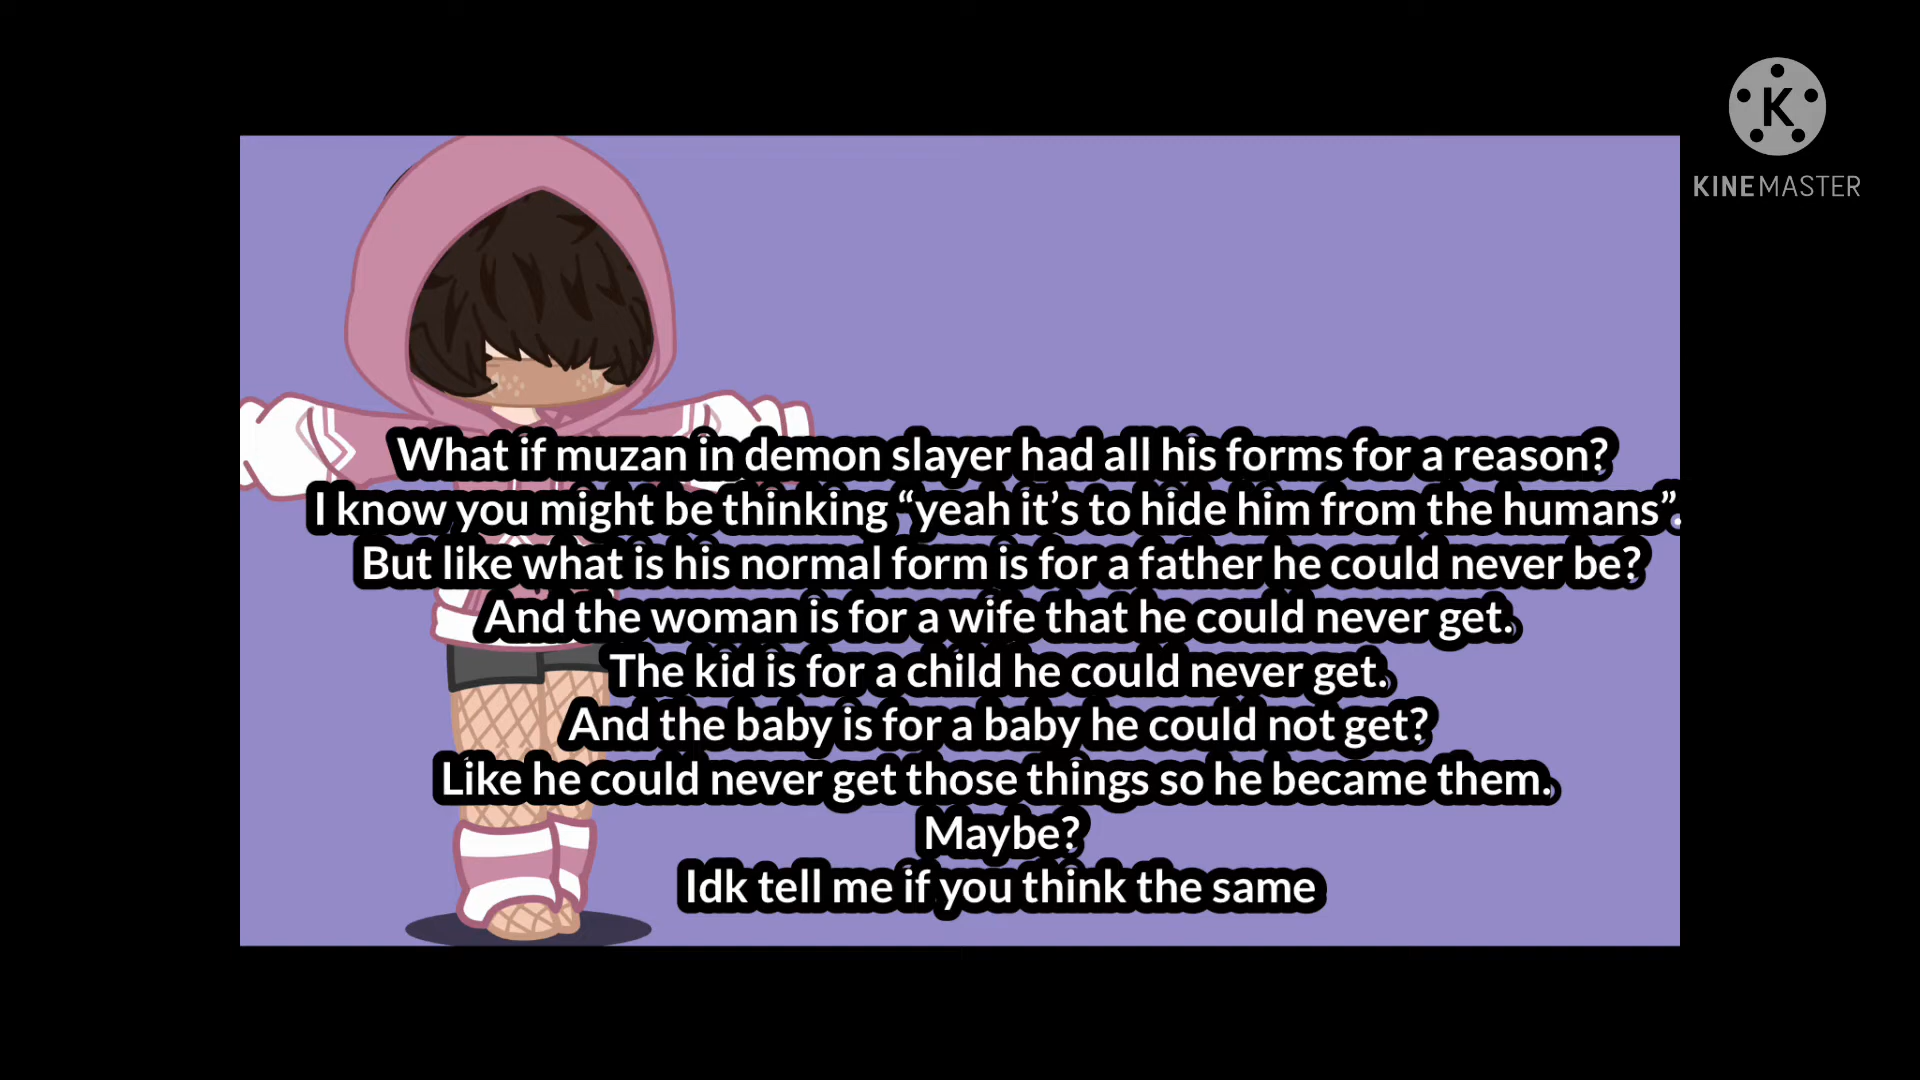 K
KINEMASTER
What if muzan in demon slayer had all his forms for a reason?
I know you might be thinking “yeah it’s to hide him from the humans”.
But like what is his normal form is for a father he could never be?
And the woman is for a wife that he could never get.
The kid is for a child he could never get.
And the baby is for a baby he could not get?
Like he could never get those things so he became them.
Maybe?
Idk tell me if you think the same